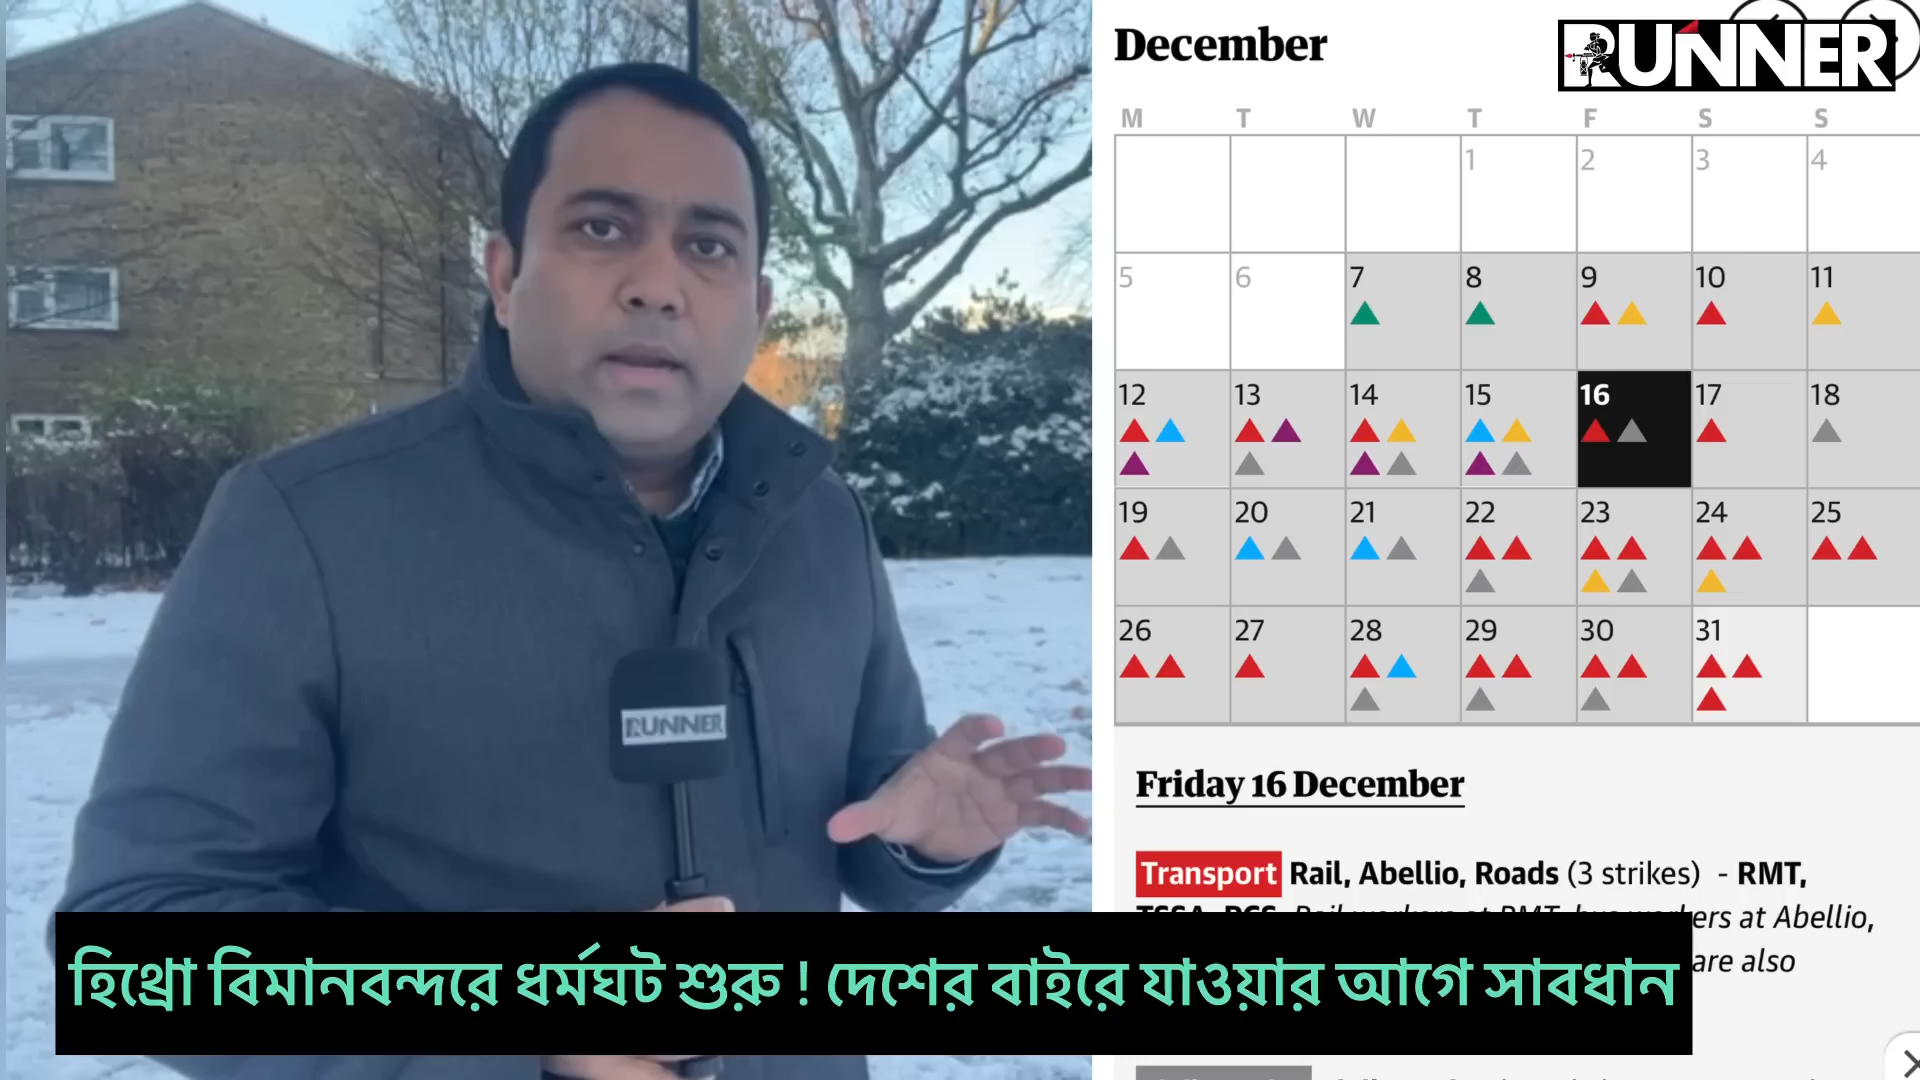 December
RUNNER
M T W T F S S
1 2 3 4
5 6 7 8 9 10 11
12 13 14 15 16 17 18
19 20 21 22 23 24 25
26 27 28 29 30 31
Friday 16 December
Transport Rail, Abellio, Roads (3 strikes) - RMT,
at Abellio,
are also
RUNNER
হিথ্রো বিমানবন্দরে ধর্মঘট শুরু ! দেশের বাইরে যাওয়ার আগে সাবধান